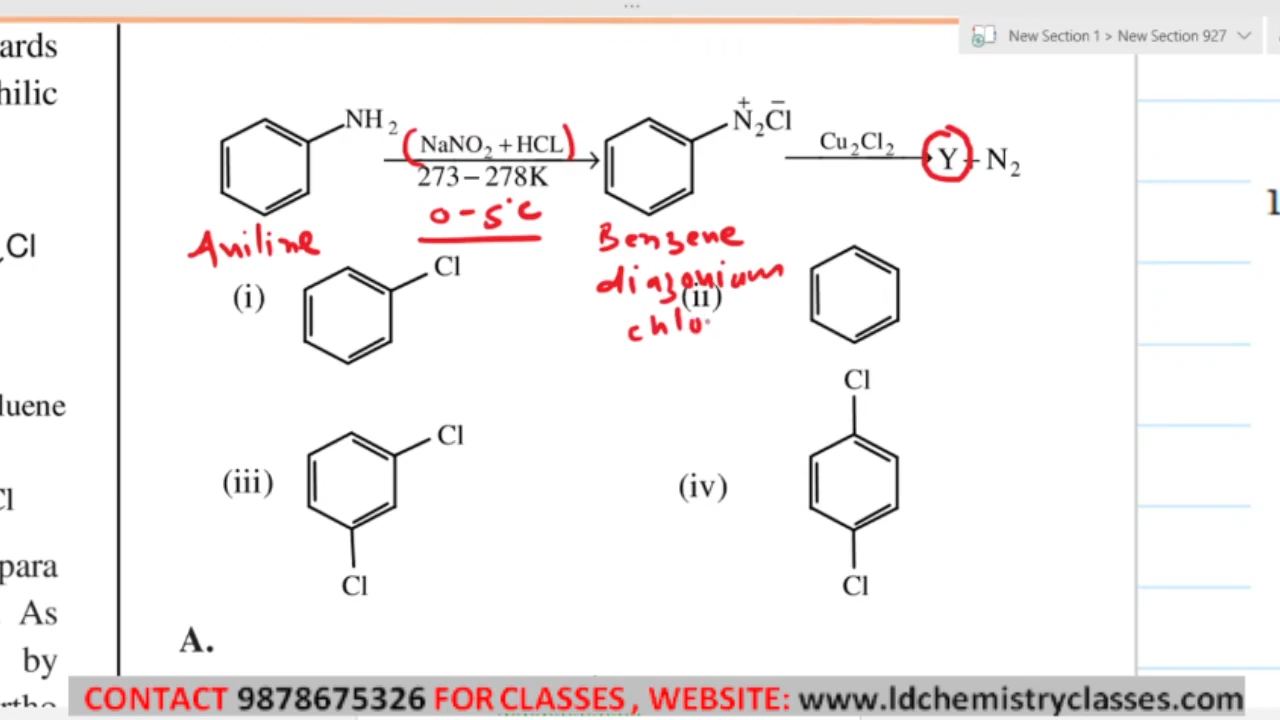 ...
New Section 1 > New Section 927
ards
hilic
NH₂
NaNO₂+HCL
273–278K
N₂⁺Cl⁻
Cu₂Cl₂
Y + N₂
0-5°C
Aniline
Benzene
diazonium
chlo
Cl
(i)
Cl
(ii)
luene
Cl
(iii)
Cl
Cl
(iv)
Cl
Cl
para
As
by
A.
CONTACT 9878675326 FOR CLASSES , WEBSITE: www.ldchemistryclasses.com